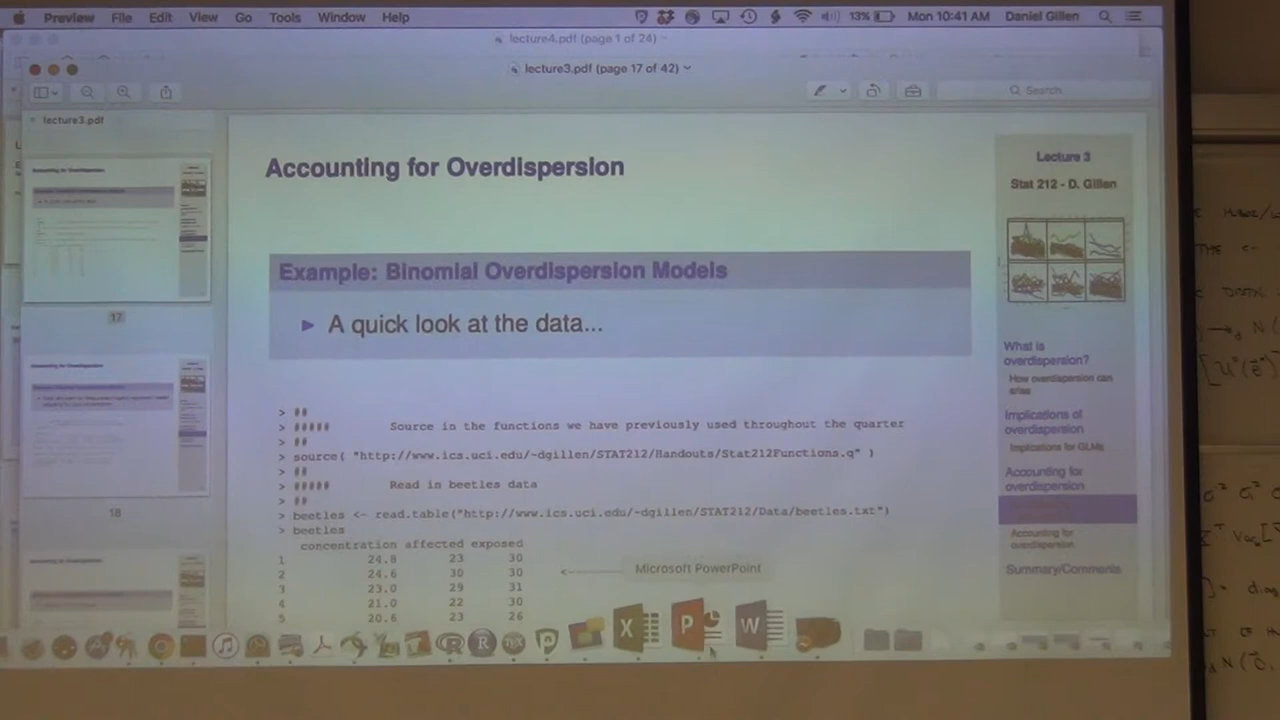 Preview File Edit View Go Tools Window Help 13% Mon 10:41 AM Daniel Gillen
lecture4.pdf (page 1 of 24)
lecture3.pdf (page 17 of 42)
Search
lecture3.pdf
17
18
Accounting for Overdispersion
Example: Binomial Overdispersion Models
A quick look at the data...
> ##
> ##### Source in the functions we have previously used throughout the quarter
> ##
> source( "http://www.ics.uci.edu/~dgillen/STAT212/Handouts/Stat212Functions.q" )
> ##
> ##### Read in beetles data
> ##
> beetles <- read.table("http://www.ics.uci.edu/~dgillen/STAT212/Data/beetles.txt")
> beetles
concentration affected exposed
1 24.8 23 30
2 24.6 30 30 <--------
3 23.0 29 31
4 21.0 22 30
5 20.6 23 26
Microsoft PowerPoint
X P W
Lecture 3
Stat 212 - D. Gillen
What is
overdispersion?
How overdispersion can
arise
Implications of
overdispersion
Implications for GLMs
Accounting for
overdispersion
Accounting for
overdispersion
Summary/Comments